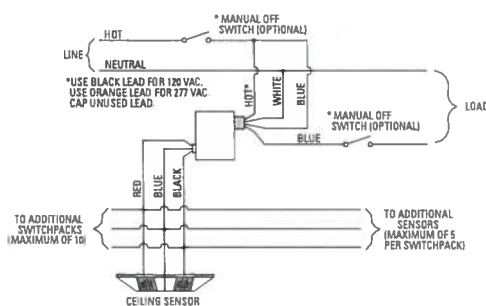 * MANUAL OFF
SWITCH (OPTIONAL)
HOT
LINE
NEUTRAL
*USE BLACK LEAD FOR 120 VAC.
USE ORANGE LEAD FOR 277 VAC
CAP UNUSED LEAD.
HOT*
WHITE
BLUE
LOAD
* MANUAL OFF
SWITCH (OPTIONAL)
BLUE
RED
BLUE
BLACK
TO ADDITIONAL
SWITCHPACKS
(MAXIMUM OF 10)
TO ADDITIONAL
SENSORS
(MAXIMUM OF 5
PER SWITCHPACK)
CEILING SENSOR